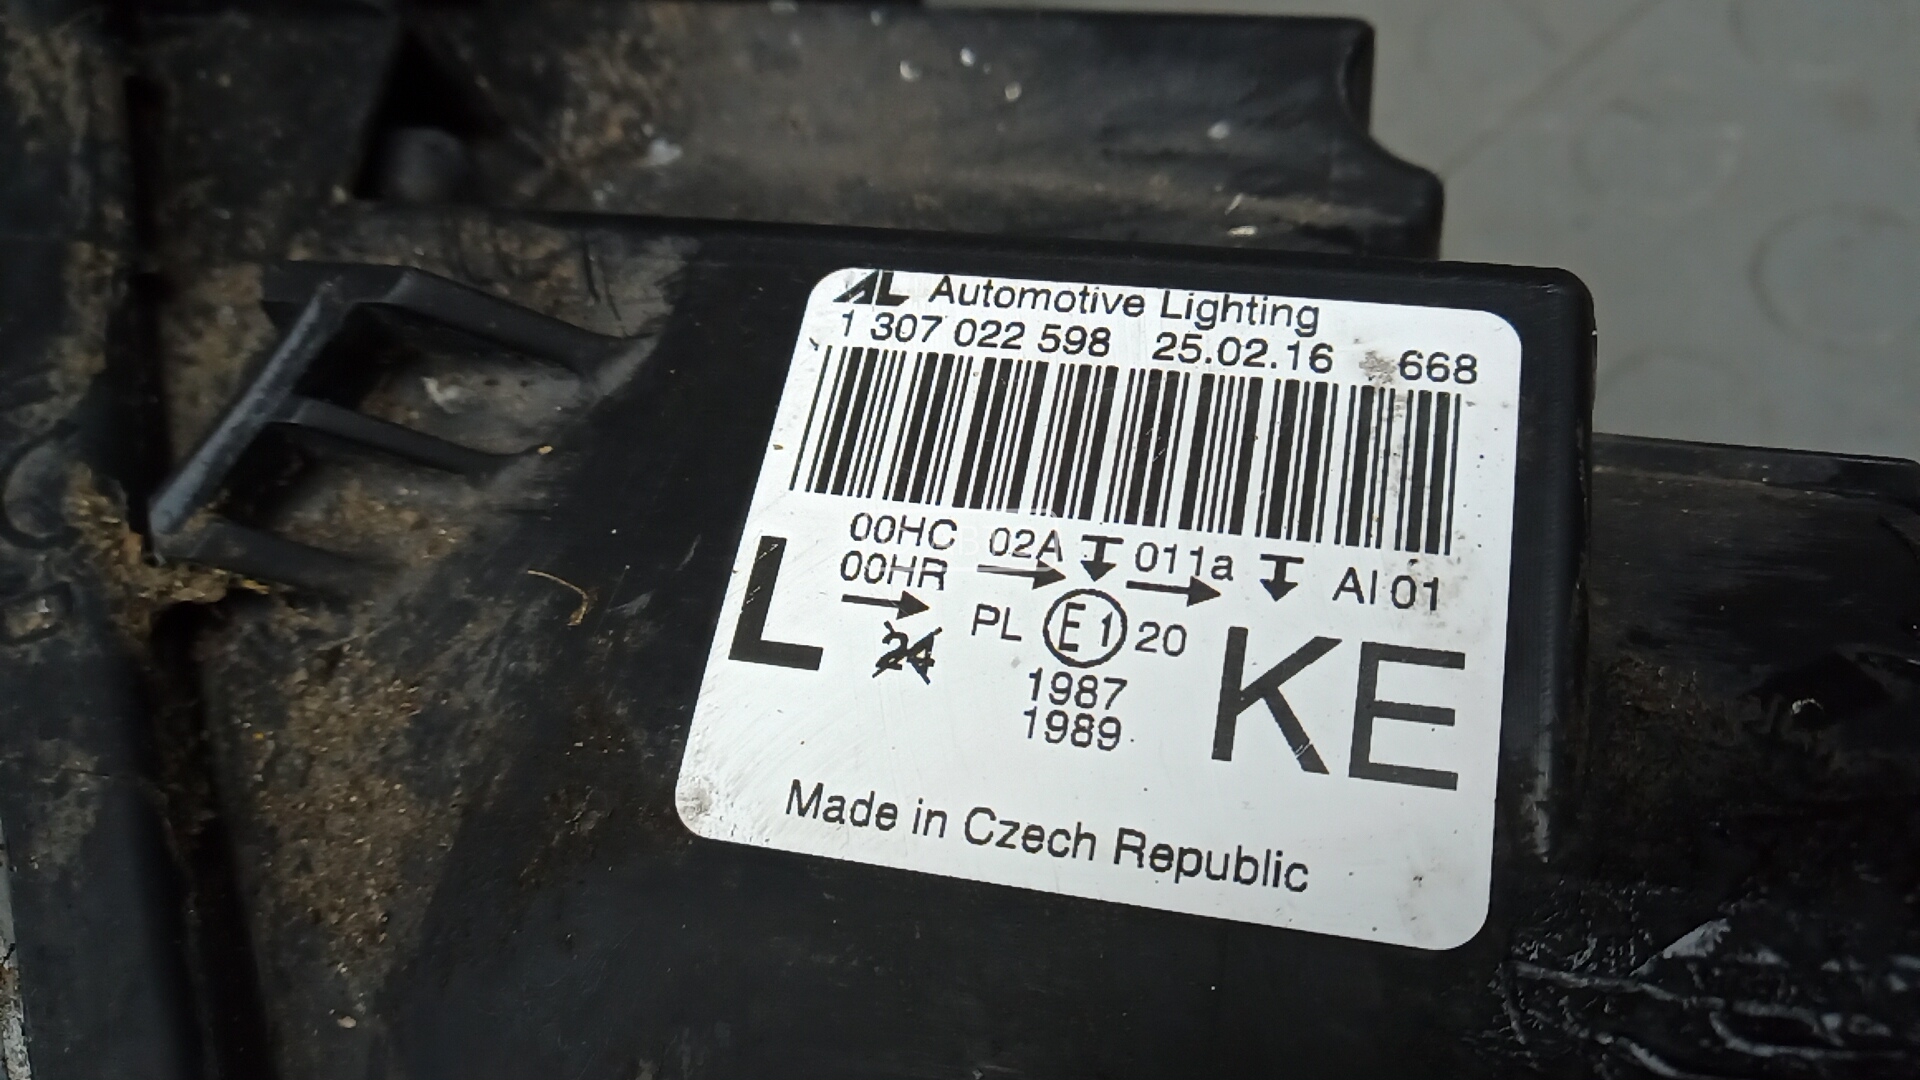 AL Automotive Lighting
1 307 022 598 25.02.16 668
00HC 02A 011a AI 01
00HR
L 24 PL E1 20 KE
1987
1989
Made in Czech Republic